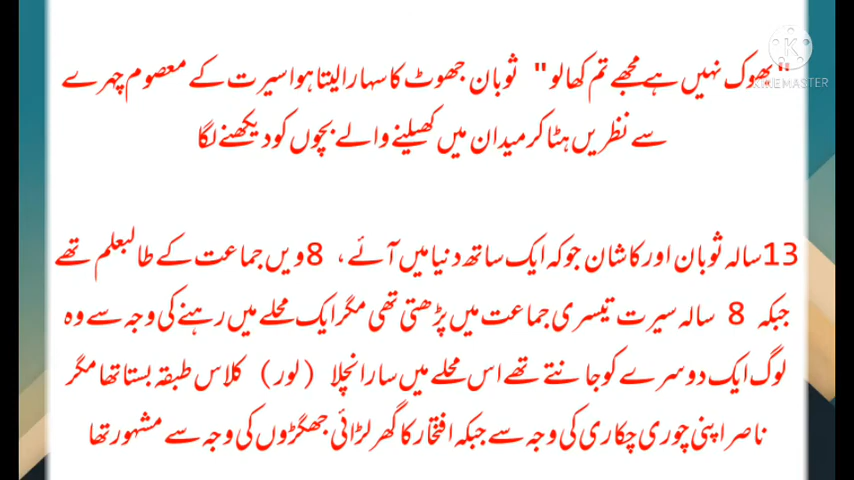 "بھوک نہیں ہے مجھے تم کھالو" ثوبان جھوٹ کا سہارا لیتا ہوا سیرت کے معصوم چہرے
سے نظریں ہٹا کر میدان میں کھیلنے والے بچوں کو دیکھنے لگا
13 سالہ ثوبان اور کاشان جو کہ ایک ساتھ دنیا میں آئے، 8 ویں جماعت کے طالبعلم تھے
جبکہ 8 سالہ سیرت تیسری جماعت میں پڑھتی تھی مگر ایک محلے میں رہنے کی وجہ سے وہ
لوگ ایک دوسرے کو جانتے تھے اس محلے میں سارا نچلا (لور) کلاس طبقہ بستا تھا مگر
ناصر اپنی چوری چکاری کی وجہ سے جبکہ افتخار کا گھر لڑائی جھگڑوں کی وجہ سے مشہور تھا
K
KINEMASTER